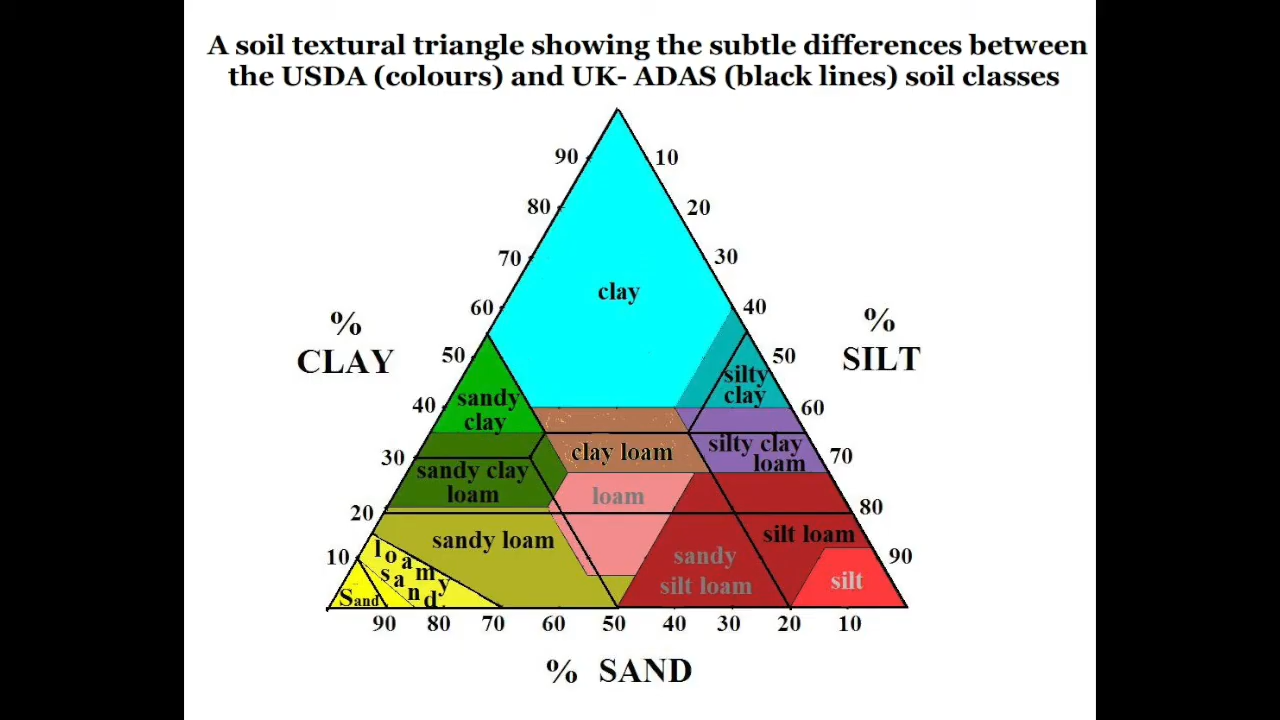 A soil textural triangle showing the subtle differences between
the USDA (colours) and UK- ADAS (black lines) soil classes
90 10
80 20
70 30
clay
60 40
% CLAY
% SILT
50 50
silty clay
40 60
sandy clay
clay loam
silty clay loam
30 70
sandy clay loam
loam
20 80
sandy loam
silt loam
10 90
loamy sand
sandy silt loam
silt
Sand
90 80 70 60 50 40 30 20 10
% SAND